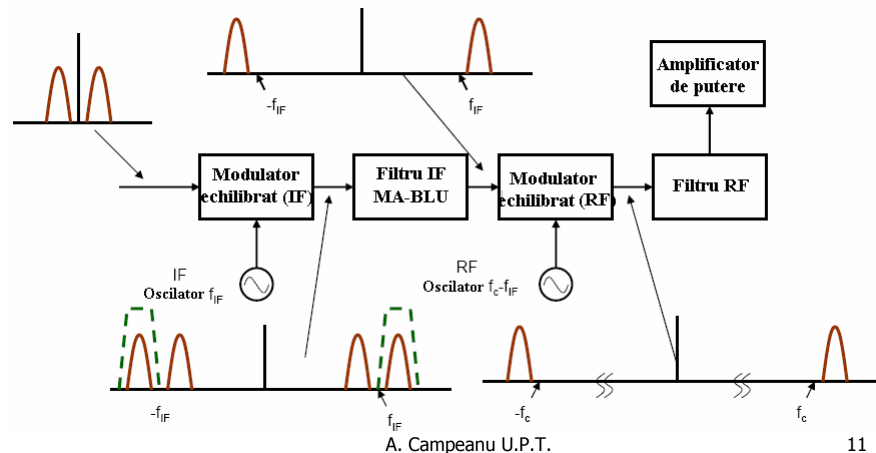 -fIF
fIF
Amplificator
de putere
Modulator
echilibrat (IF)
Filtru IF
MA-BLU
Modulator
echilibrat (RF)
Filtru RF
IF
Oscilator fIF
RF
Oscilator fc-fIF
-fIF
fIF
-fc
fc
A. Campeanu U.P.T.
11